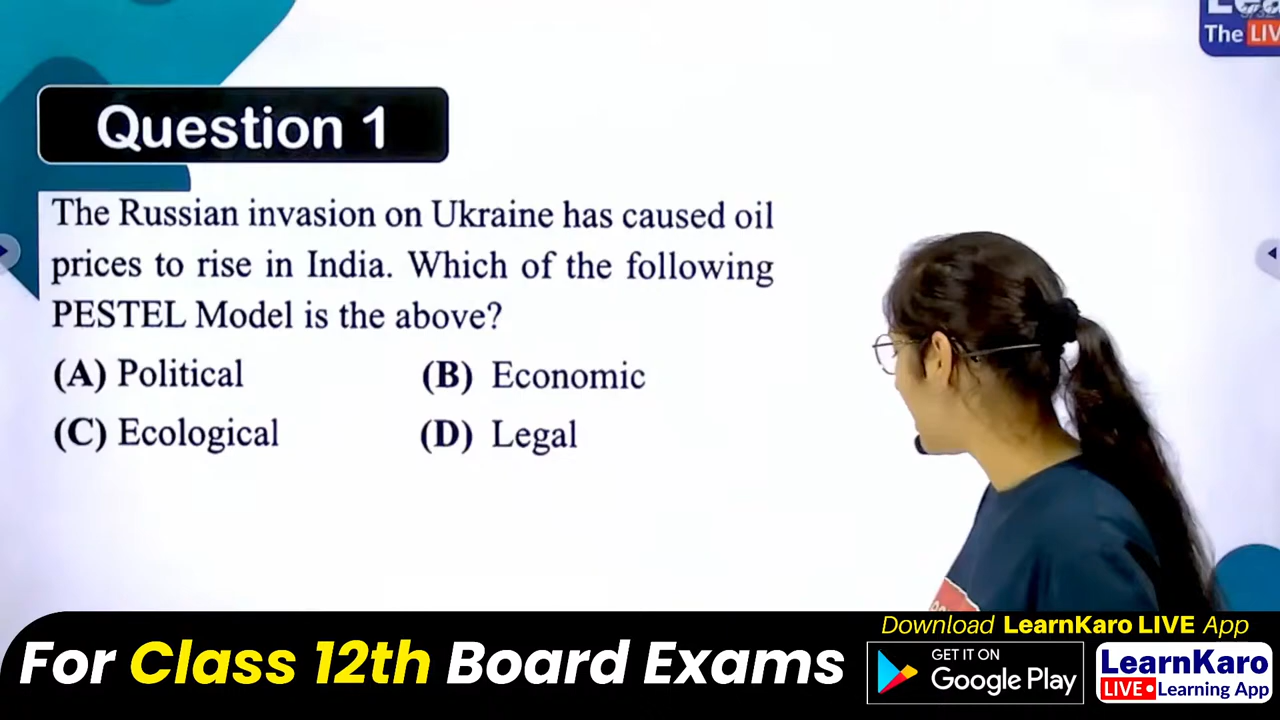 The LIV
Question 1
The Russian invasion on Ukraine has caused oil
prices to rise in India. Which of the following
PESTEL Model is the above?
(A) Political (B) Economic
(C) Ecological (D) Legal
For Class 12th Board Exams
Download LearnKaro LIVE App
GET IT ON
Google Play
LearnKaro
LIVE Learning App